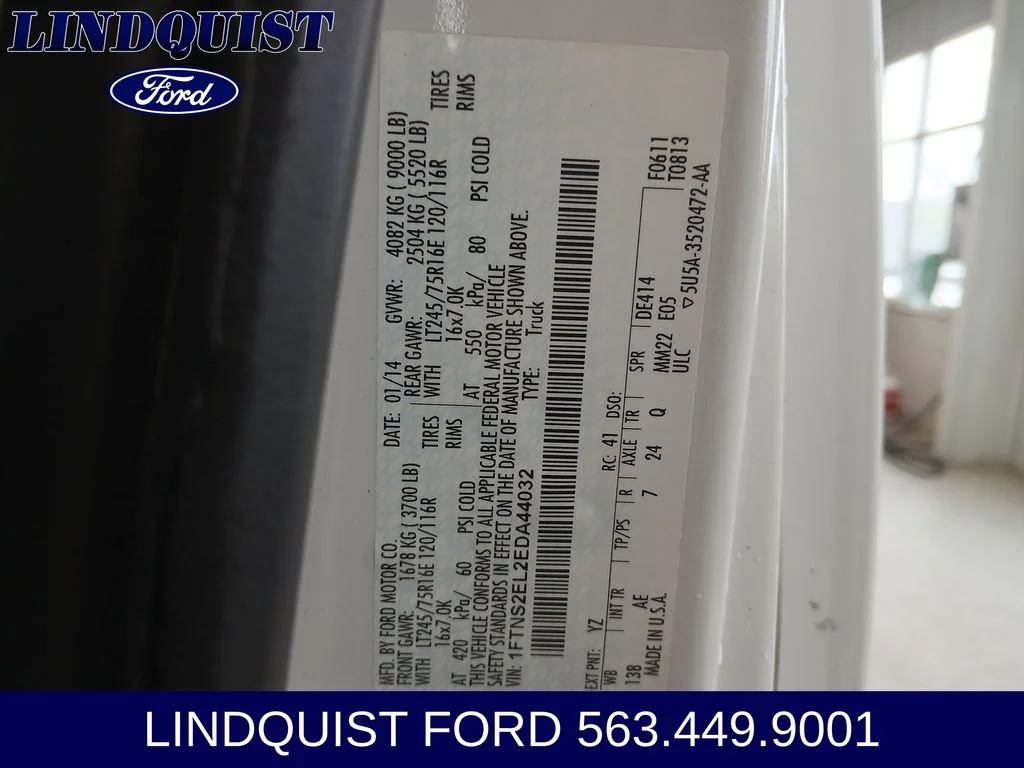 LINDQUIST
Ford
MFD. BY FORD MOTOR CO.
DATE: 01/14
GVWR: 4082 KG ( 9000 LB)
FRONT GAWR: 1678 KG ( 3700 LB)
REAR GAWR: 2504 KG ( 5520 LB)
WITH LT245/75R16E 120/116R TIRES
WITH LT245/75R16E 120/116R TIRES
16x7.0K RIMS
16x7.0K RIMS
AT 420 kPa/ 60 PSI COLD
AT 550 kPa/ 80 PSI COLD
THIS VEHICLE CONFORMS TO ALL APPLICABLE FEDERAL MOTOR VEHICLE
SAFETY STANDARDS IN EFFECT ON THE DATE OF MANUFACTURE SHOWN ABOVE.
VIN: 1FTNS2EL2EDA44032
TYPE: Truck
F0611
T0813
EXT PNT: YZ RC: 41 DSO:
WB INT TR TP/PS R AXLE TR SPR DE414
138 AE 7 24 Q MM22 E05
MADE IN U.S.A. ULC
▽5U5A-3520472-AA
LINDQUIST FORD 563.449.9001